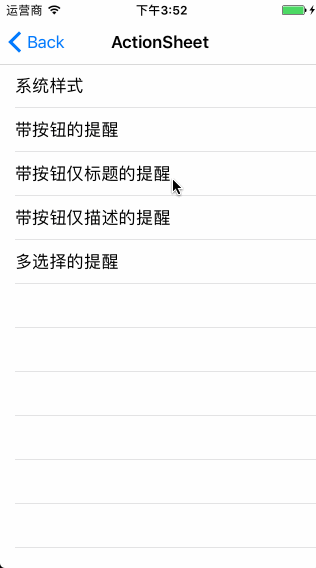 运营商 下午3:52
Back ActionSheet
系统样式
带按钮的提醒
带按钮仅标题的提醒
带按钮仅描述的提醒
多选择的提醒